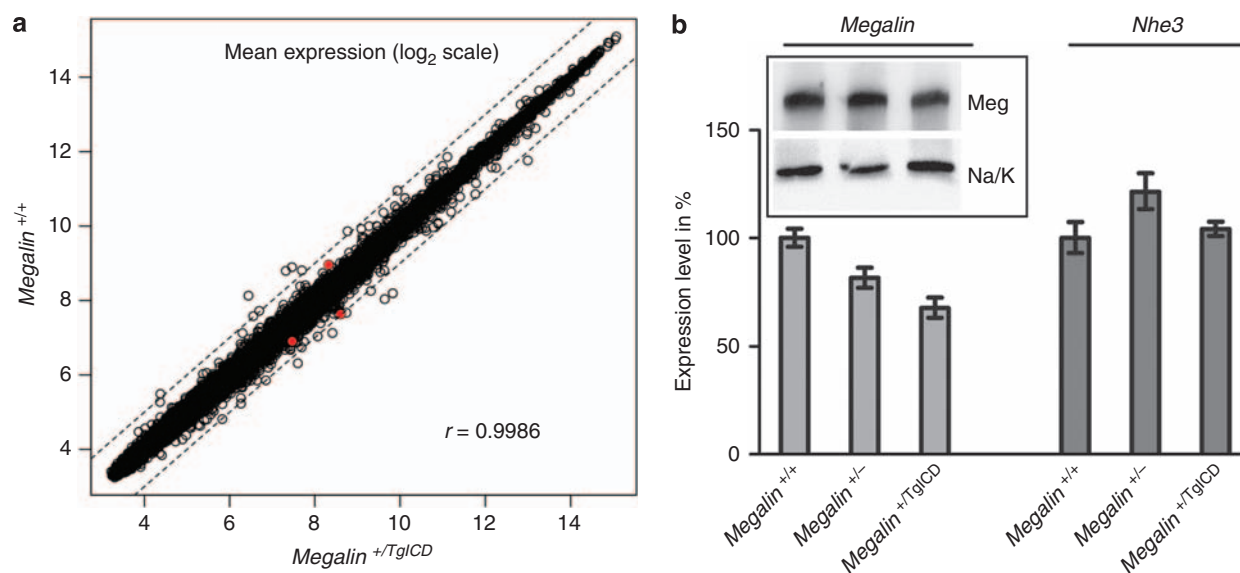 a
Mean expression (log₂ scale)
14
12
10
8
6
4
Megalin +/+
r = 0.9986
4 6 8 10 12 14
Megalin +/TgICD
b
Megalin Nhe3
Meg
Na/K
150
100
50
0
Expression level in %
Megalin +/+
Megalin +/–
Megalin +/TgICD
Megalin +/+
Megalin +/–
Megalin +/TgICD